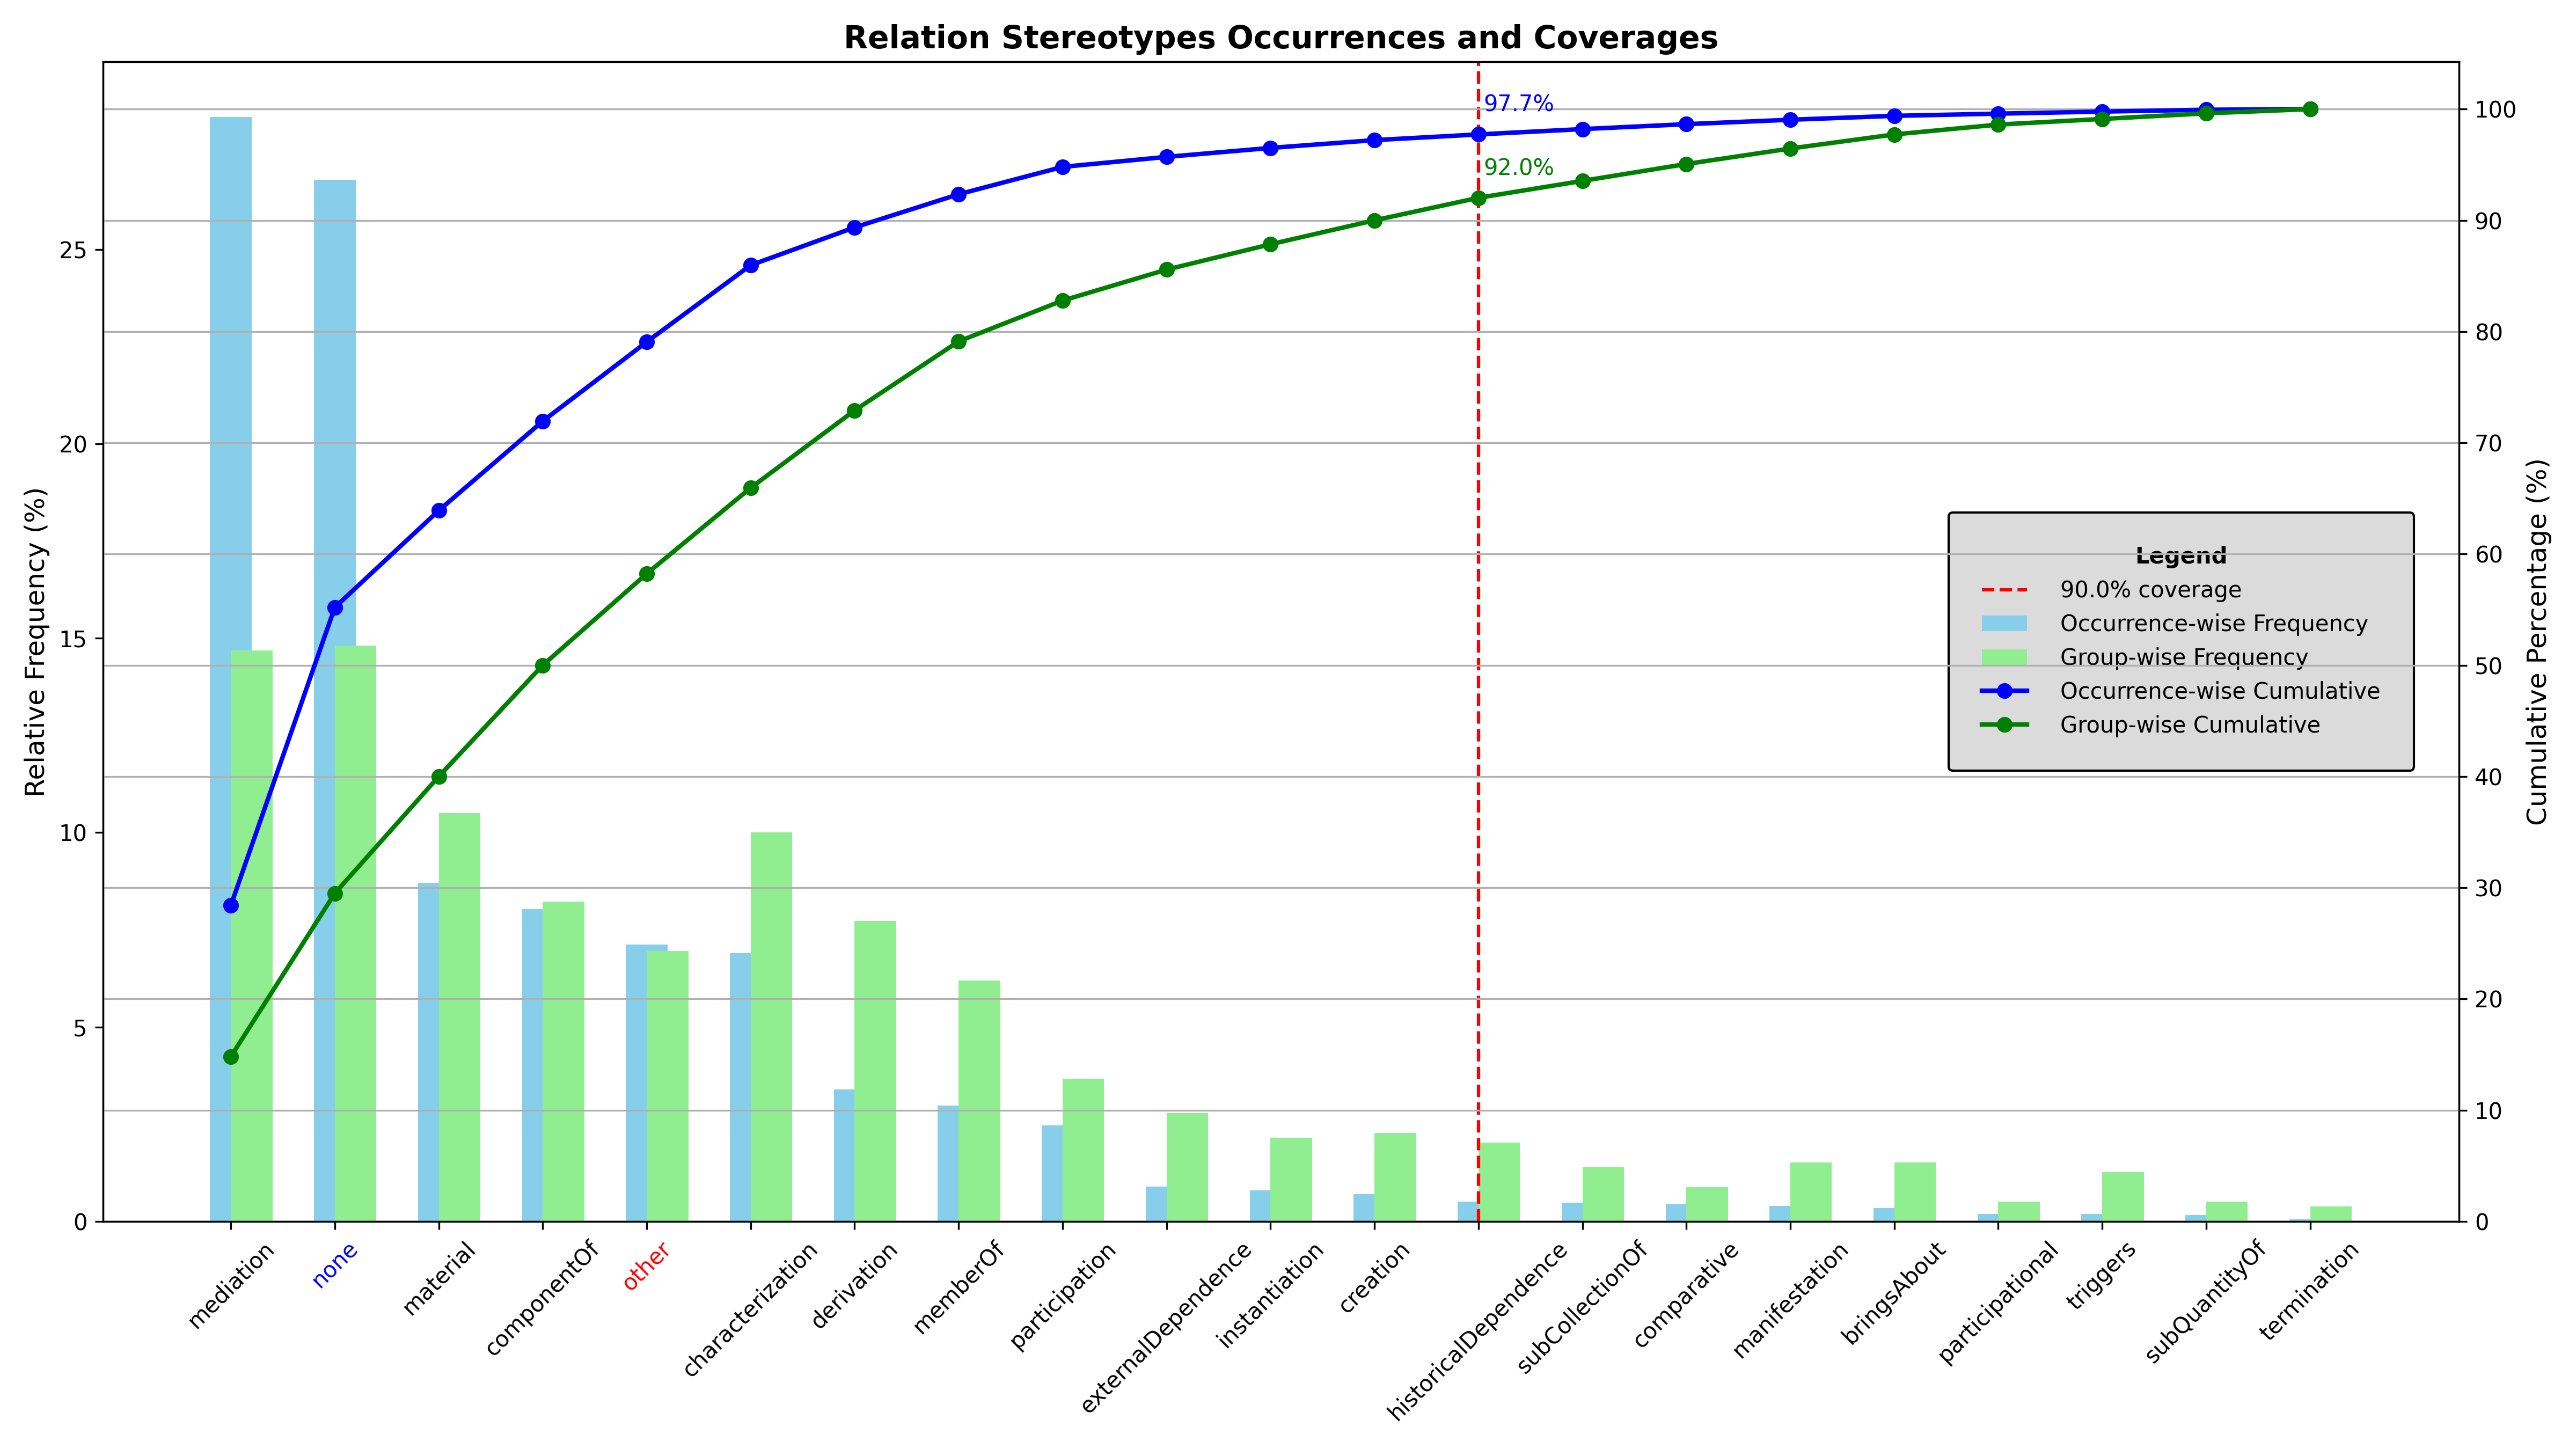 Relation Stereotypes Occurrences and Coverages
Relative Frequency (%)
0
5
10
15
20
25
97.7%
92.0%
Legend
90.0% coverage
Occurrence-wise Frequency
Group-wise Frequency
Occurrence-wise Cumulative
Group-wise Cumulative
100
90
80
70
60
50
40
30
20
10
0
Cumulative Percentage (%)
mediation
none
material
componentOf
other
characterization
derivation
memberOf
participation
externalDependence
instantiation
creation
historicalDependence
subCollectionOf
comparative
manifestation
bringsAbout
participational
triggers
subQuantityOf
termination